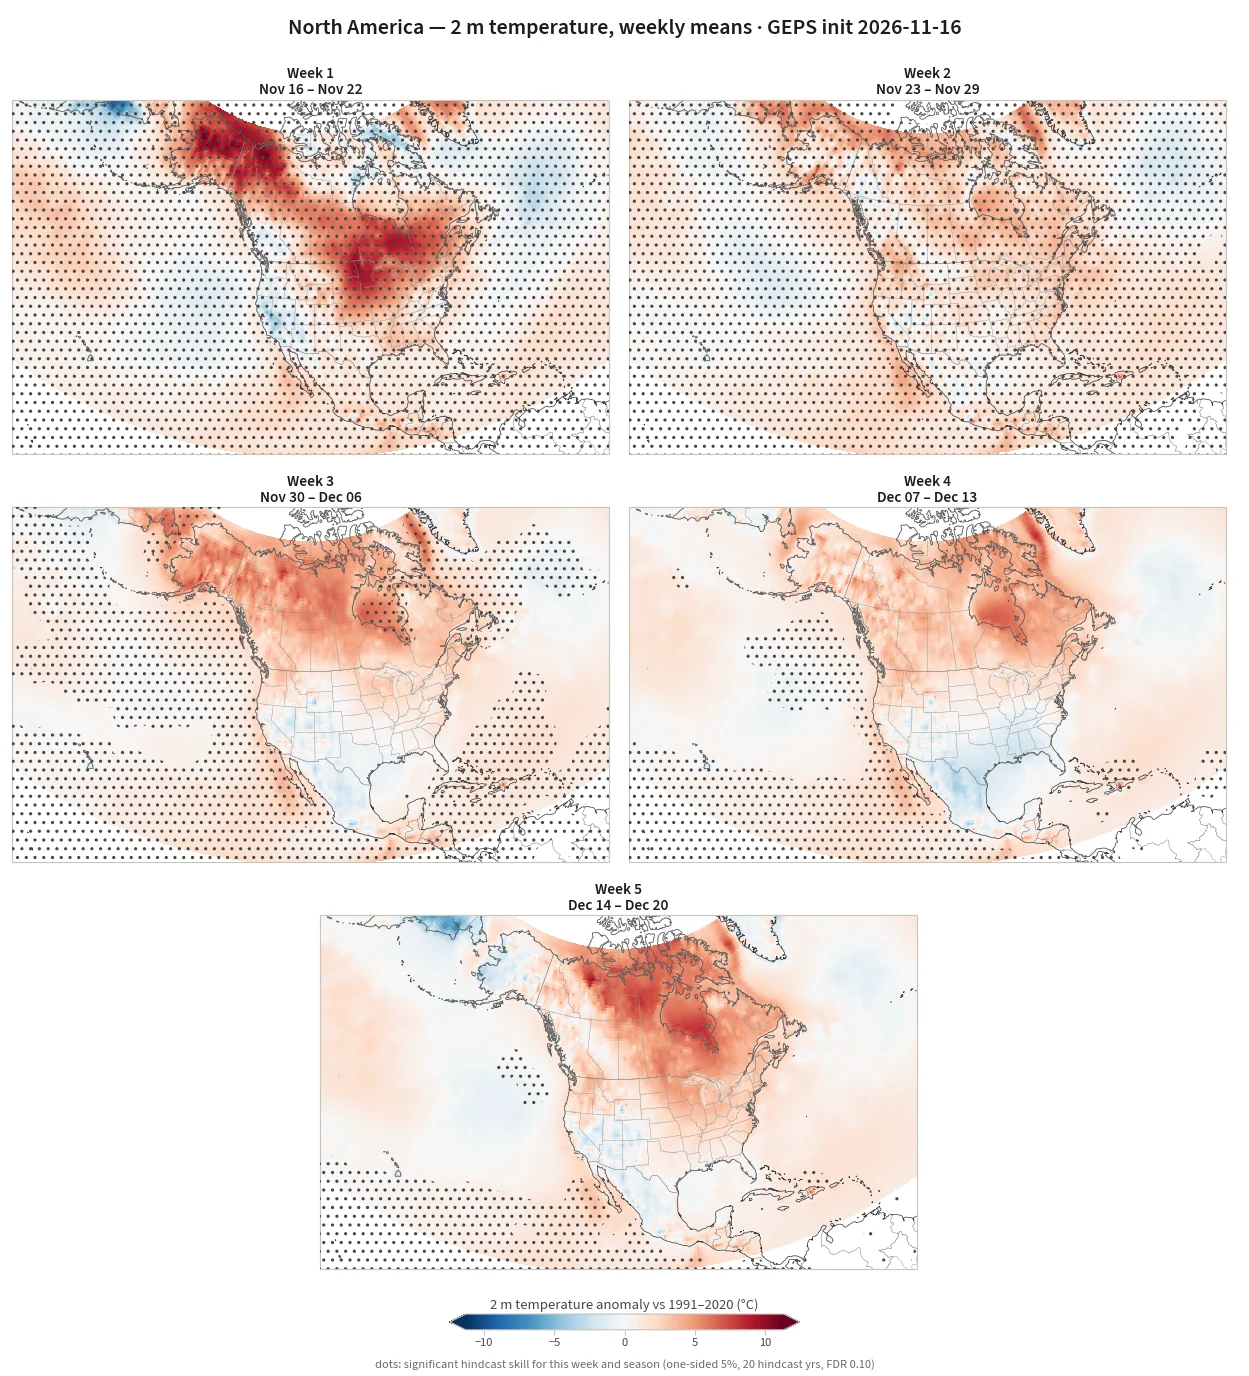 North America — 2 m temperature, weekly means · GEPS init 2026-11-16
Week 1
Nov 16 – Nov 22
Week 2
Nov 23 – Nov 29
Week 3
Nov 30 – Dec 06
Week 4
Dec 07 – Dec 13
Week 5
Dec 14 – Dec 20
2 m temperature anomaly vs 1991–2020 (°C)
−10 −5 0 5 10
dots: significant hindcast skill for this week and season (one-sided 5%, 20 hindcast yrs, FDR 0.10)